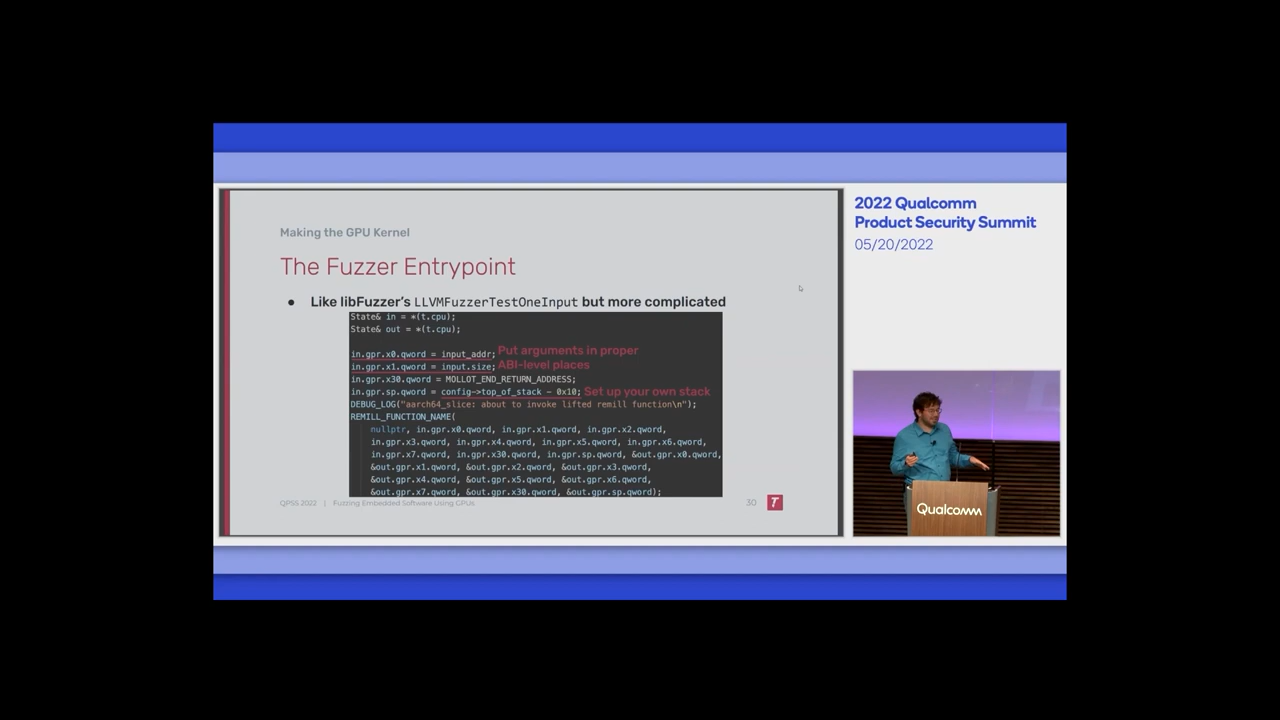 Making the GPU Kernel
The Fuzzer Entrypoint
● Like libFuzzer's LLVMFuzzerTestOneInput but more complicated
State& in = *(t.cpu);
State& out = *(t.cpu);
in.gpr.x0.qword = input_addr; Put arguments in proper
in.gpr.x1.qword = input.size; ABI-level places
in.gpr.x30.qword = MOLLOT_END_RETURN_ADDRESS;
in.gpr.sp.qword = config->top_of_stack - 0x10; Set up your own stack
DEBUG_LOG("aarch64_slice: about to invoke lifted remill function\n");
REMILL_FUNCTION_NAME(
nullptr, in.gpr.x0.qword, in.gpr.x1.qword, in.gpr.x2.qword,
in.gpr.x3.qword, in.gpr.x4.qword, in.gpr.x5.qword, in.gpr.x6.qword,
in.gpr.x7.qword, in.gpr.x30.qword, in.gpr.sp.qword, &out.gpr.x0.qword,
&out.gpr.x1.qword, &out.gpr.x2.qword, &out.gpr.x3.qword,
&out.gpr.x4.qword, &out.gpr.x5.qword, &out.gpr.x6.qword,
&out.gpr.x7.qword, &out.gpr.x30.qword, &out.gpr.sp.qword);
QPSS 2022 | Fuzzing Embedded Software Using GPUs
30 T
2022 Qualcomm
Product Security Summit
05/20/2022
Qualcomm